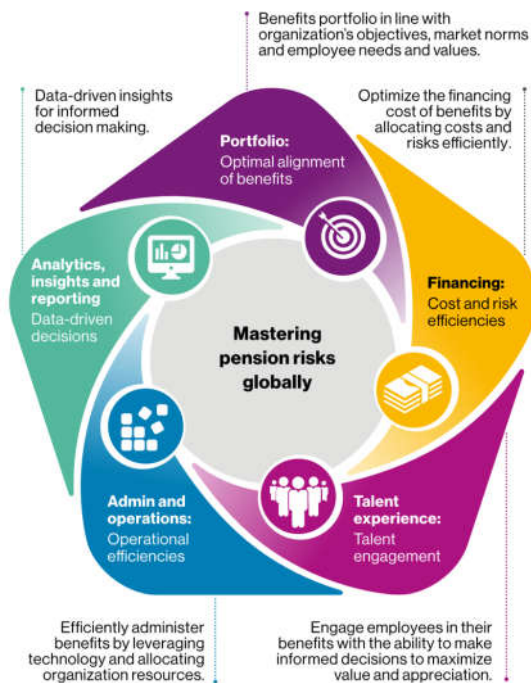 Benefits portfolio in line with
organization's objectives, market norms
and employee needs and values.
Data-driven insights
for informed
decision making.
Optimize the financing
cost of benefits by
allocating costs and
risks efficiently.
Portfolio:
Optimal alignment
of benefits
Analytics,
insights and
reporting
Data-driven
decisions
Financing:
Cost and risk
efficiencies
Mastering
pension risks
globally
Admin and
operations:
Operational
efficiencies
Talent
experience:
Talent
engagement
Efficiently administer
benefits by leveraging
technology and allocating
organization resources.
Engage employees in their
benefits with the ability to make
informed decisions to maximize
value and appreciation.